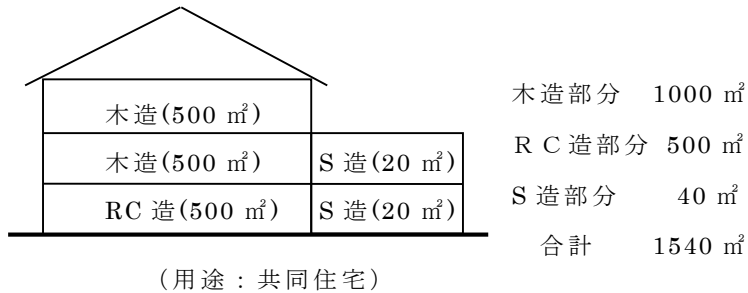 木造(500 ㎡)
木造(500 ㎡) S 造(20 ㎡)
RC 造(500 ㎡) S 造(20 ㎡)
(用途：共同住宅)
木造部分 1000 ㎡
ＲＣ造部分 500 ㎡
S 造部分 40 ㎡
合計 1540 ㎡